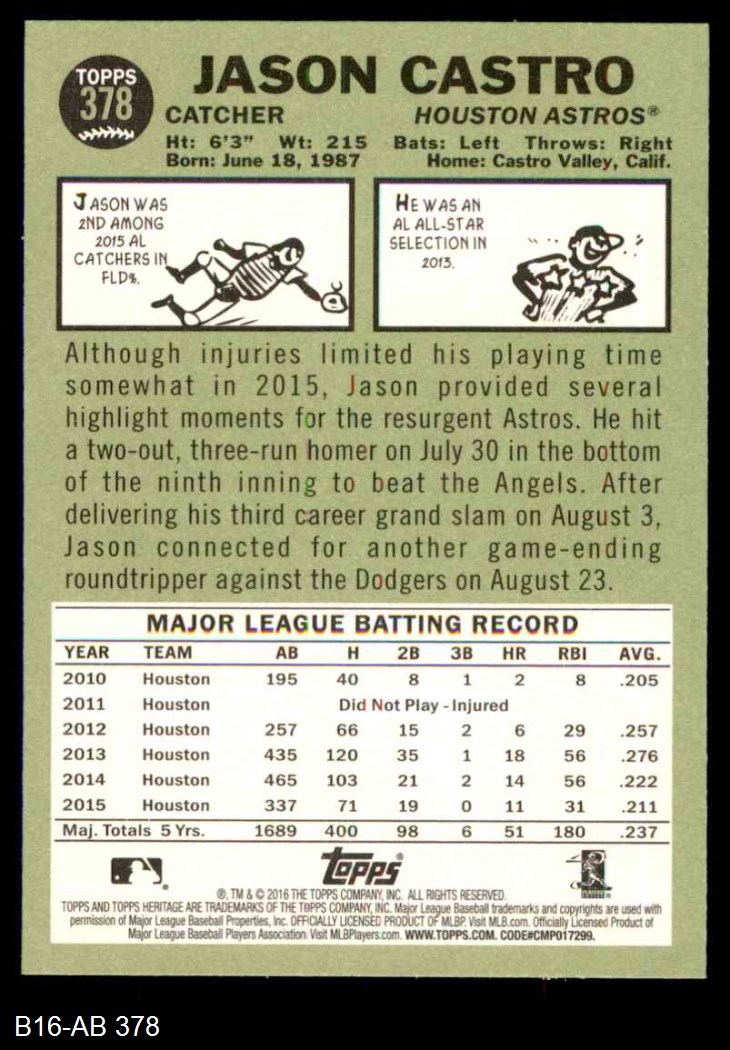 TOPPS
378
JASON CASTRO
CATCHER HOUSTON ASTROS®
Ht: 6'3" Wt: 215 Bats: Left Throws: Right
Born: June 18, 1987 Home: Castro Valley, Calif.
JASON WAS
2ND AMONG
2015 AL
CATCHERS IN
FLD%.
HE WAS AN
AL ALL-STAR
SELECTION IN
2013.
Although injuries limited his playing time
somewhat in 2015, Jason provided several
highlight moments for the resurgent Astros. He hit
a two-out, three-run homer on July 30 in the bottom
of the ninth inning to beat the Angels. After
delivering his third career grand slam on August 3,
Jason connected for another game-ending
roundtripper against the Dodgers on August 23.
MAJOR LEAGUE BATTING RECORD
YEAR TEAM AB H 2B 3B HR RBI AVG.
2010 Houston 195 40 8 1 2 8 .205
2011 Houston Did Not Play - Injured
2012 Houston 257 66 15 2 6 29 .257
2013 Houston 435 120 35 1 18 56 .276
2014 Houston 465 103 21 2 14 56 .222
2015 Houston 337 71 19 0 11 31 .211
Maj. Totals 5 Yrs. 1689 400 98 6 51 180 .237
Topps®
®, TM & © 2016 THE TOPPS COMPANY, INC. ALL RIGHTS RESERVED.
TOPPS AND TOPPS HERITAGE ARE TRADEMARKS OF THE TOPPS COMPANY, INC. Major League Baseball trademarks and copyrights are used with
permission of Major League Baseball Properties, Inc. OFFICIALLY LICENSED PRODUCT OF MLBP. Visit MLB.com. Officially Licensed Product of
Major League Baseball Players Association. Visit MLBPlayers.com. WWW.TOPPS.COM. CODE#CMP017299.
B16-AB 378